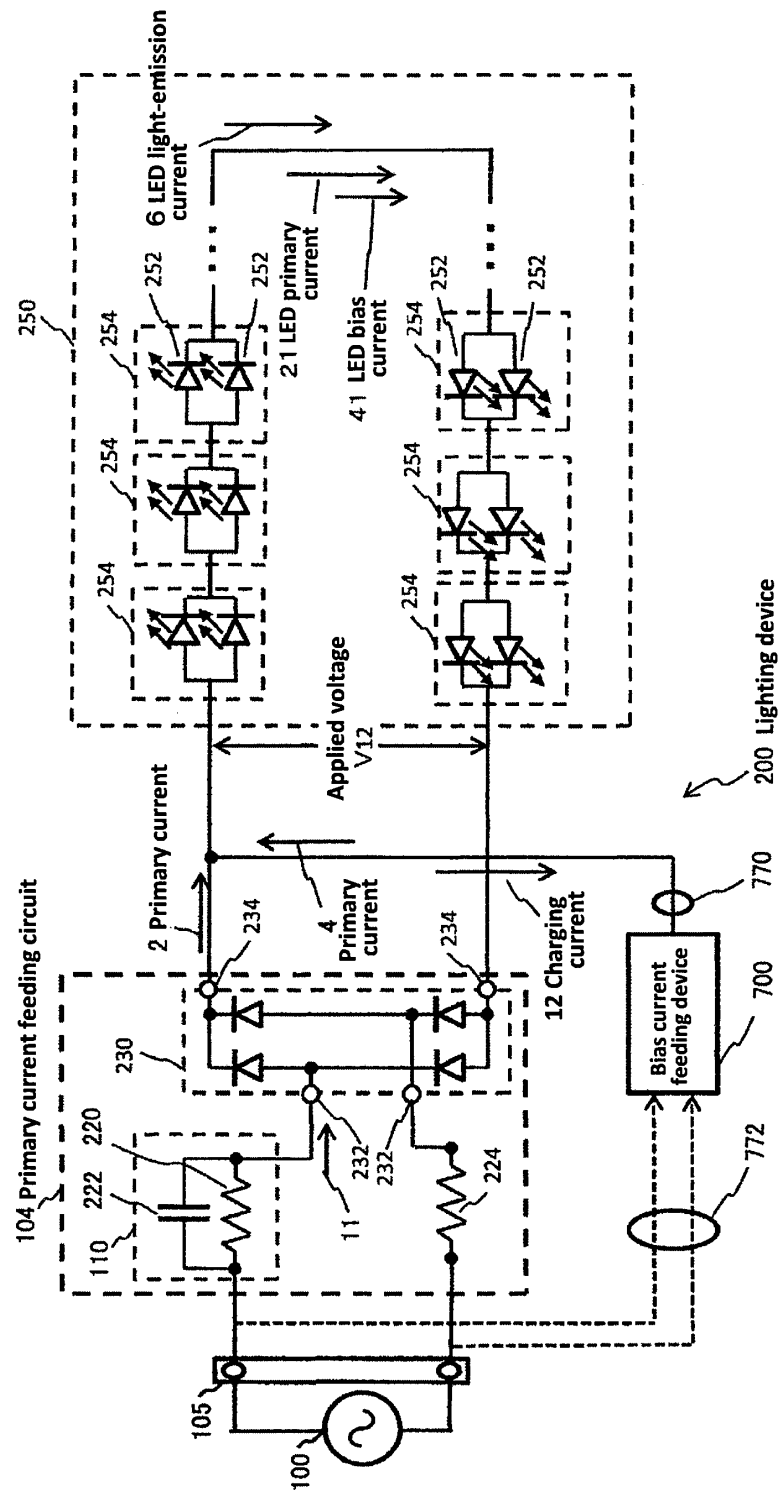 104 Primary current feeding circuit
110
222
220
230
11
232
232
224
234
234
2 Primary current
4
Primary
current
12 Charging
current
Applied voltage
V12
250
254
254
254
252
252
6 LED light-emission
current
21 LED primary
current
41 LED bias
current
254
254
254
252
252
100
105
772
Bias current
feeding device
700
770
200 Lighting device